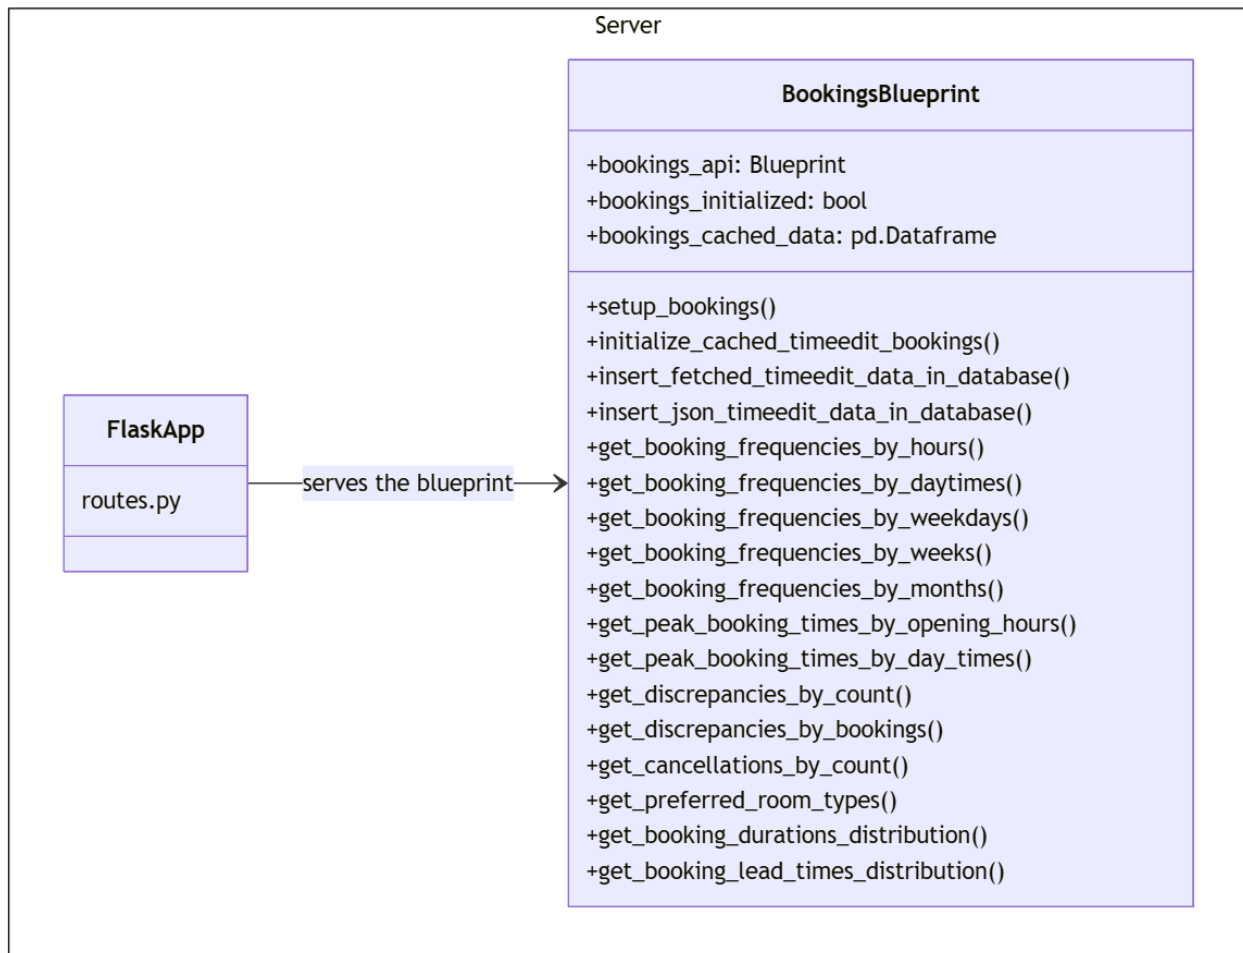 Server
BookingsBlueprint
+bookings_api: Blueprint
+bookings_initialized: bool
+bookings_cached_data: pd.Dataframe
+setup_bookings()
+initialize_cached_timeedit_bookings()
+insert_fetched_timeedit_data_in_database()
+insert_json_timeedit_data_in_database()
+get_booking_frequencies_by_hours()
+get_booking_frequencies_by_daytimes()
+get_booking_frequencies_by_weekdays()
+get_booking_frequencies_by_weeks()
+get_booking_frequencies_by_months()
+get_peak_booking_times_by_opening_hours()
+get_peak_booking_times_by_day_times()
+get_discrepancies_by_count()
+get_discrepancies_by_bookings()
+get_cancellations_by_count()
+get_preferred_room_types()
+get_booking_durations_distribution()
+get_booking_lead_times_distribution()
FlaskApp
routes.py
serves the blueprint